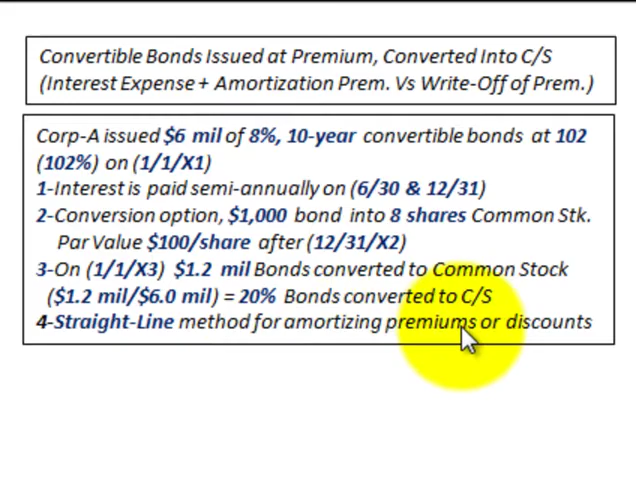 Convertible Bonds Issued at Premium, Converted Into C/S
(Interest Expense + Amortization Prem. Vs Write-Off of Prem.)
Corp-A issued $6 mil of 8%, 10-year convertible bonds at 102
(102%) on (1/1/X1)
1-Interest is paid semi-annually on (6/30 & 12/31)
2-Conversion option, $1,000 bond into 8 shares Common Stk.
Par Value $100/share after (12/31/X2)
3-On (1/1/X3) $1.2 mil Bonds converted to Common Stock
($1.2 mil/$6.0 mil) = 20% Bonds converted to C/S
4-Straight-Line method for amortizing premiums or discounts